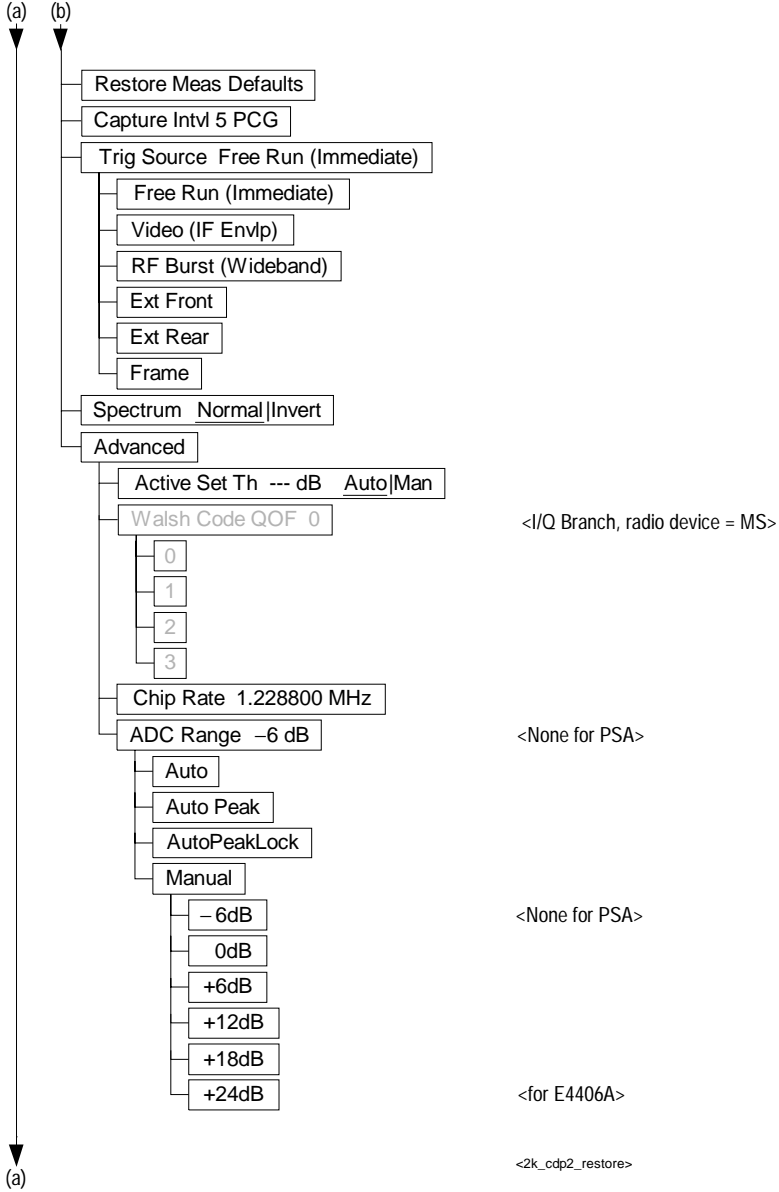 (a) (b)
Restore Meas Defaults
Capture Intvl 5 PCG
Trig Source Free Run (Immediate)
Free Run (Immediate)
Video (IF Envlp)
RF Burst (Wideband)
Ext Front
Ext Rear
Frame
Spectrum Normal|Invert
Advanced
Active Set Th --- dB Auto|Man
Walsh Code QOF 0 <I/Q Branch, radio device = MS>
0
1
2
3
Chip Rate 1.228800 MHz
ADC Range −6 dB <None for PSA>
Auto
Auto Peak
AutoPeakLock
Manual
−6dB <None for PSA>
0dB
+6dB
+12dB
+18dB
+24dB <for E4406A>
<2k_cdp2_restore>
(a)